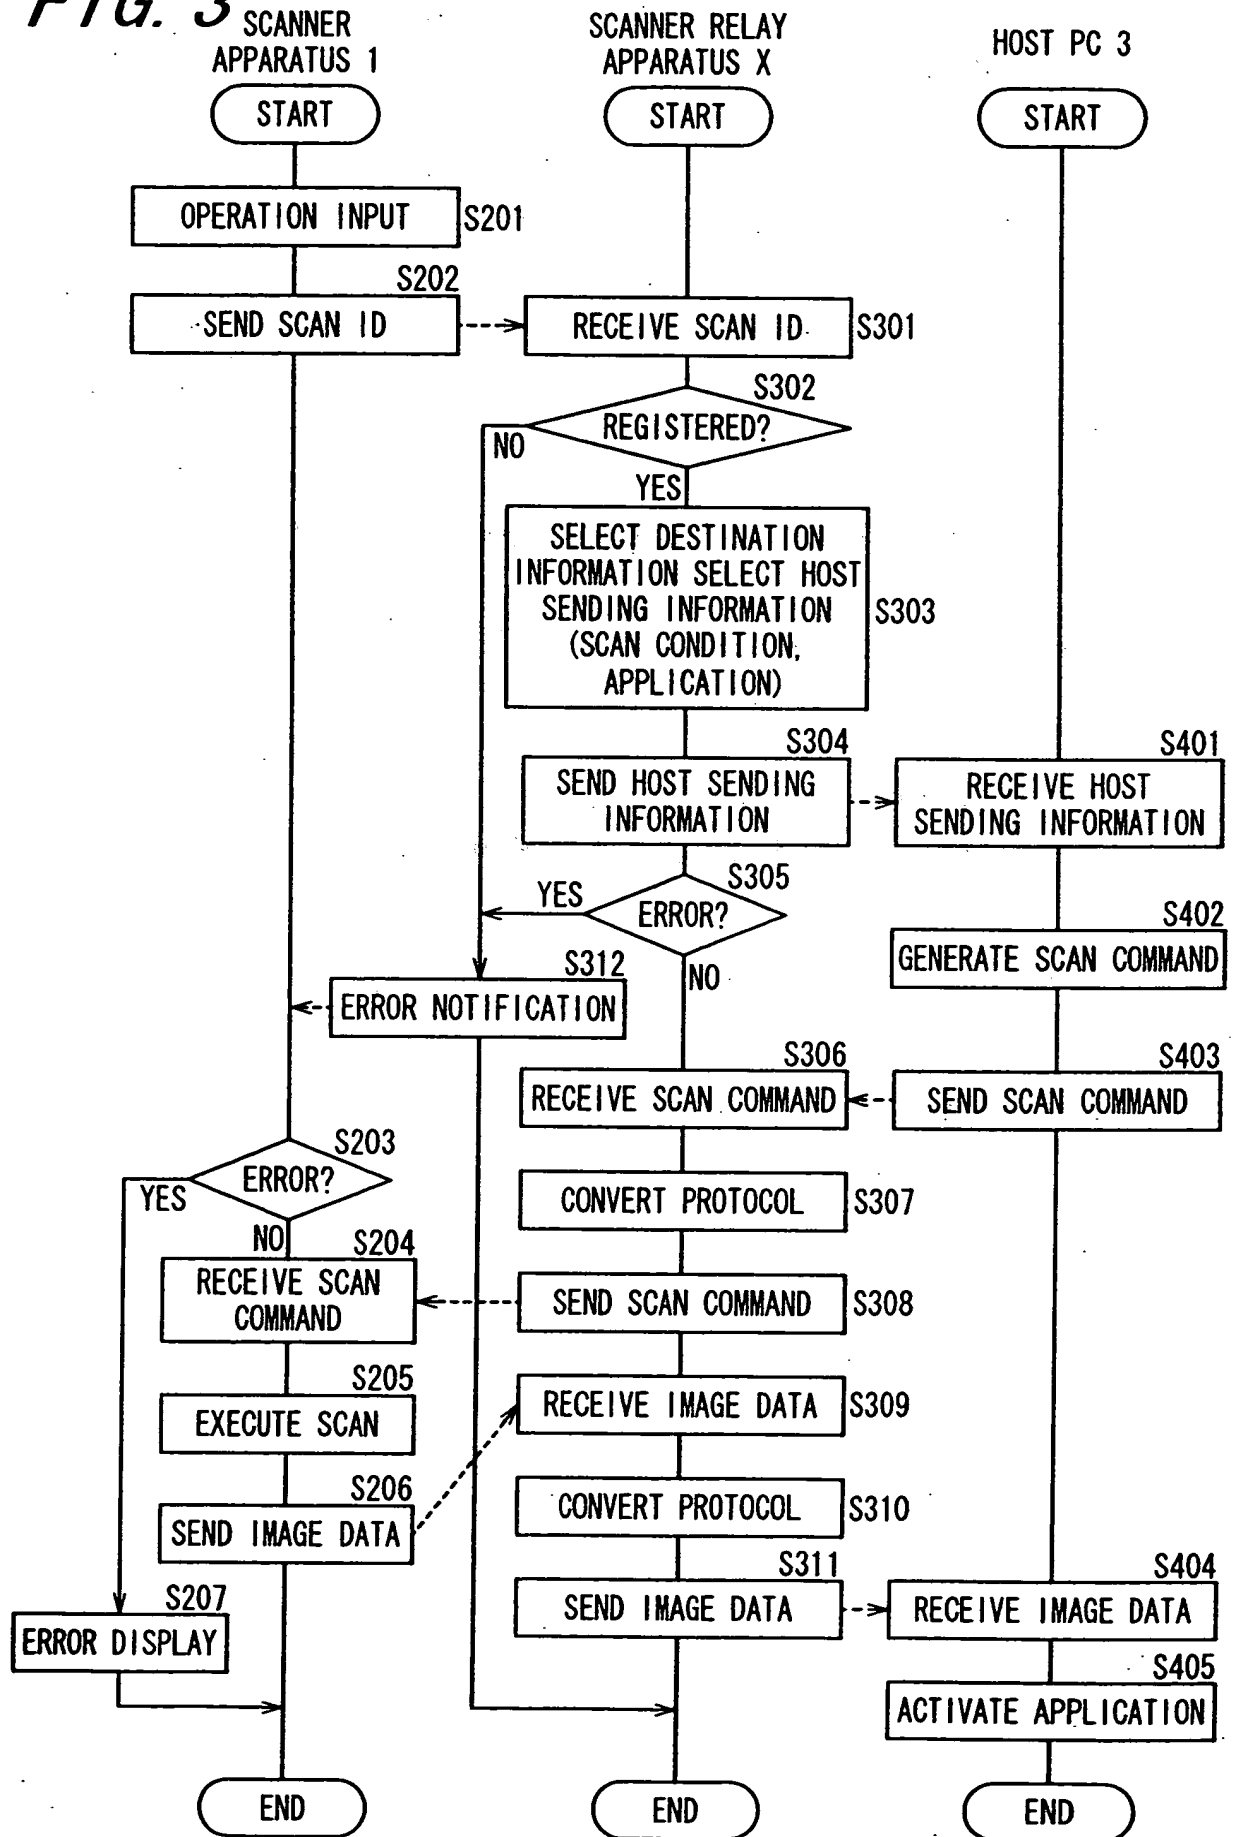 FIG. 3
SCANNER
APPARATUS 1
SCANNER RELAY
APPARATUS X
HOST PC 3
START
START
START
OPERATION INPUT
S201
S202
SEND SCAN ID
RECEIVE SCAN ID
S301
S302
REGISTERED?
NO
YES
SELECT DESTINATION
INFORMATION SELECT HOST
SENDING INFORMATION
(SCAN CONDITION,
APPLICATION)
S303
S304
SEND HOST SENDING
INFORMATION
S401
RECEIVE HOST
SENDING INFORMATION
S305
YES
ERROR?
NO
S402
GENERATE SCAN COMMAND
S312
ERROR NOTIFICATION
S306
RECEIVE SCAN COMMAND
S403
SEND SCAN COMMAND
S203
ERROR?
YES
NO
CONVERT PROTOCOL
S307
S204
RECEIVE SCAN
COMMAND
SEND SCAN COMMAND
S308
S205
EXECUTE SCAN
RECEIVE IMAGE DATA
S309
S206
SEND IMAGE DATA
CONVERT PROTOCOL
S310
S311
SEND IMAGE DATA
S404
RECEIVE IMAGE DATA
S207
ERROR DISPLAY
S405
ACTIVATE APPLICATION
END
END
END